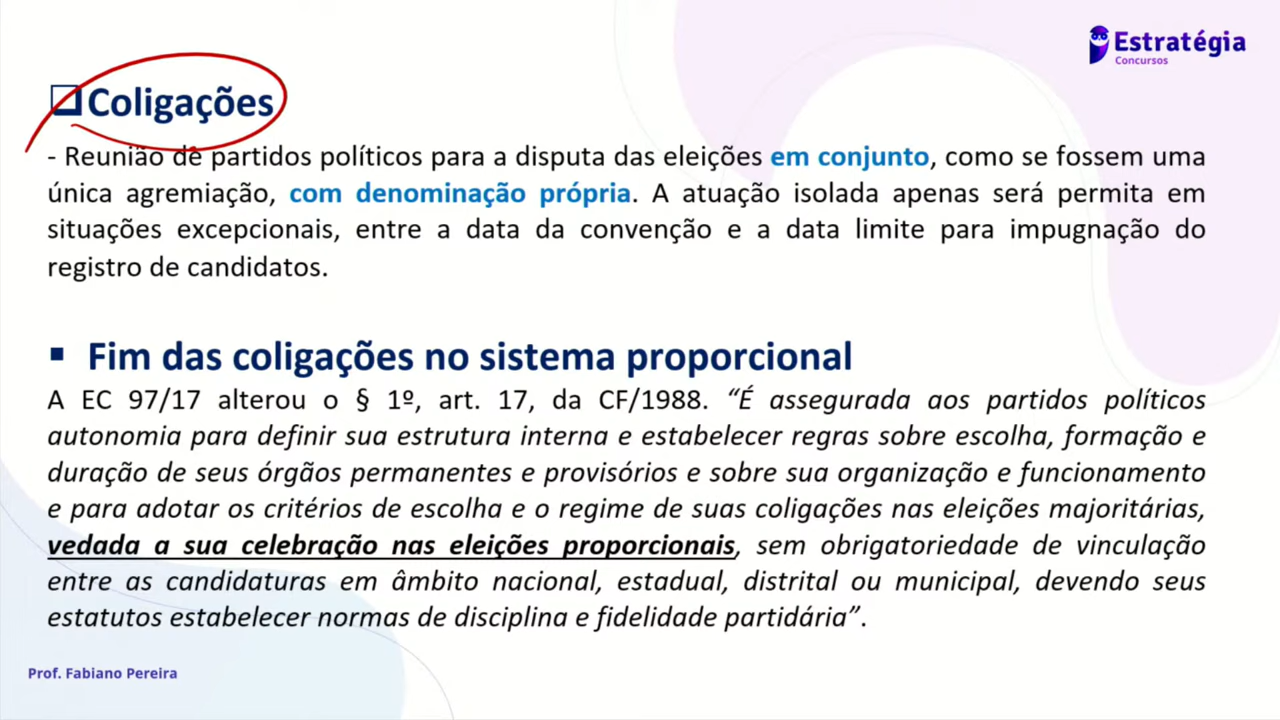 Estratégia
Concursos
Coligações
- Reunião de partidos políticos para a disputa das eleições em conjunto, como se fossem uma
única agremiação, com denominação própria. A atuação isolada apenas será permita em
situações excepcionais, entre a data da convenção e a data limite para impugnação do
registro de candidatos.
▪ Fim das coligações no sistema proporcional
A EC 97/17 alterou o § 1º, art. 17, da CF/1988. “É assegurada aos partidos políticos
autonomia para definir sua estrutura interna e estabelecer regras sobre escolha, formação e
duração de seus órgãos permanentes e provisórios e sobre sua organização e funcionamento
e para adotar os critérios de escolha e o regime de suas coligações nas eleições majoritárias,
vedada a sua celebração nas eleições proporcionais, sem obrigatoriedade de vinculação
entre as candidaturas em âmbito nacional, estadual, distrital ou municipal, devendo seus
estatutos estabelecer normas de disciplina e fidelidade partidária”.
Prof. Fabiano Pereira